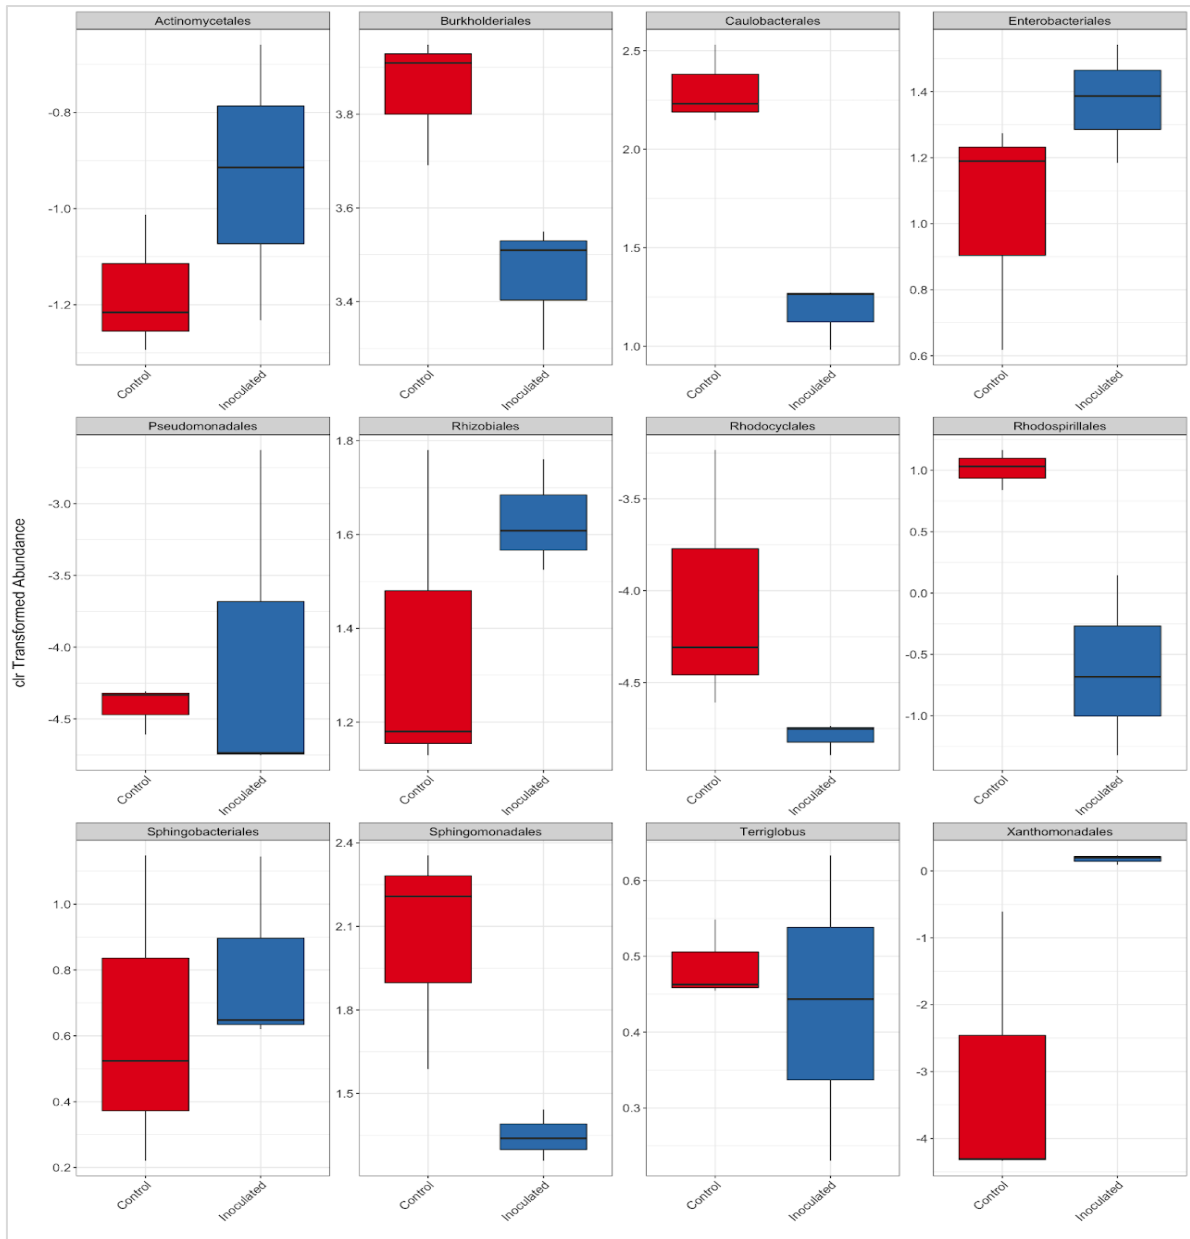 clr Transformed Abundance
Actinomycetales
-0.8
-1.0
-1.2
Control
Inoculated
Burkholderiales
3.8
3.6
3.4
Control
Inoculated
Caulobacterales
2.5
2.0
1.5
1.0
Control
Inoculated
Enterobacteriales
1.4
1.2
1.0
0.8
0.6
Control
Inoculated
Pseudomonadales
-3.0
-3.5
-4.0
-4.5
Control
Inoculated
Rhizobiales
1.8
1.6
1.4
1.2
Control
Inoculated
Rhodocyclales
-3.5
-4.0
-4.5
Control
Inoculated
Rhodospirillales
1.0
0.5
0.0
-0.5
-1.0
Control
Inoculated
Sphingobacteriales
1.0
0.8
0.6
0.4
0.2
Control
Inoculated
Sphingomonadales
2.4
2.1
1.8
1.5
Control
Inoculated
Terriglobus
0.6
0.5
0.4
0.3
Control
Inoculated
Xanthomonadales
0
-1
-2
-3
-4
Control
Inoculated